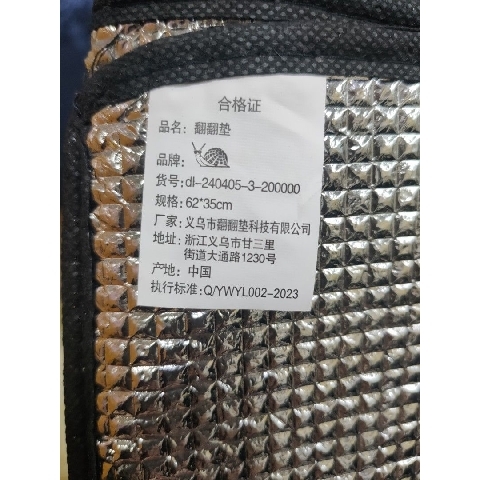 合格证
品名：翻翻垫
品牌：
货号：dl-240405-3-200000
规格：62*35cm
厂家：义乌市翻翻垫科技有限公司
地址：浙江义乌市甘三里
街道大通路1230号
产地：中国
执行标准：Q/YWYL002-2023